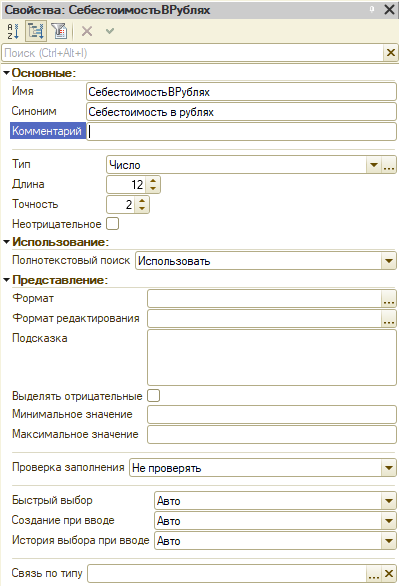 Свойства: СебестоимостьВРублях
Поиск (Ctrl+Alt+I)
Основные:
Имя СебестоимостьВРублях
Синоним Себестоимость в рублях
Комментарий
Тип Число
Длина 12
Точность 2
Неотрицательное
Использование:
Полнотекстовый поиск Использовать
Представление:
Формат
Формат редактирования
Подсказка
Выделять отрицательные
Минимальное значение
Максимальное значение
Проверка заполнения Не проверять
Быстрый выбор Авто
Создание при вводе Авто
История выбора при вводе Авто
Связь по типу